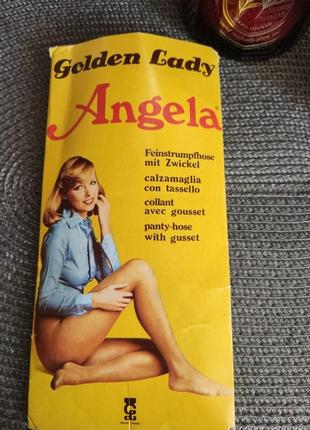 Golden Lady
Angela
Feinstrumpfhose
mit Zwickel
calzamaglia
con tassello
collant
avec gousset
panty-hose
with gusset